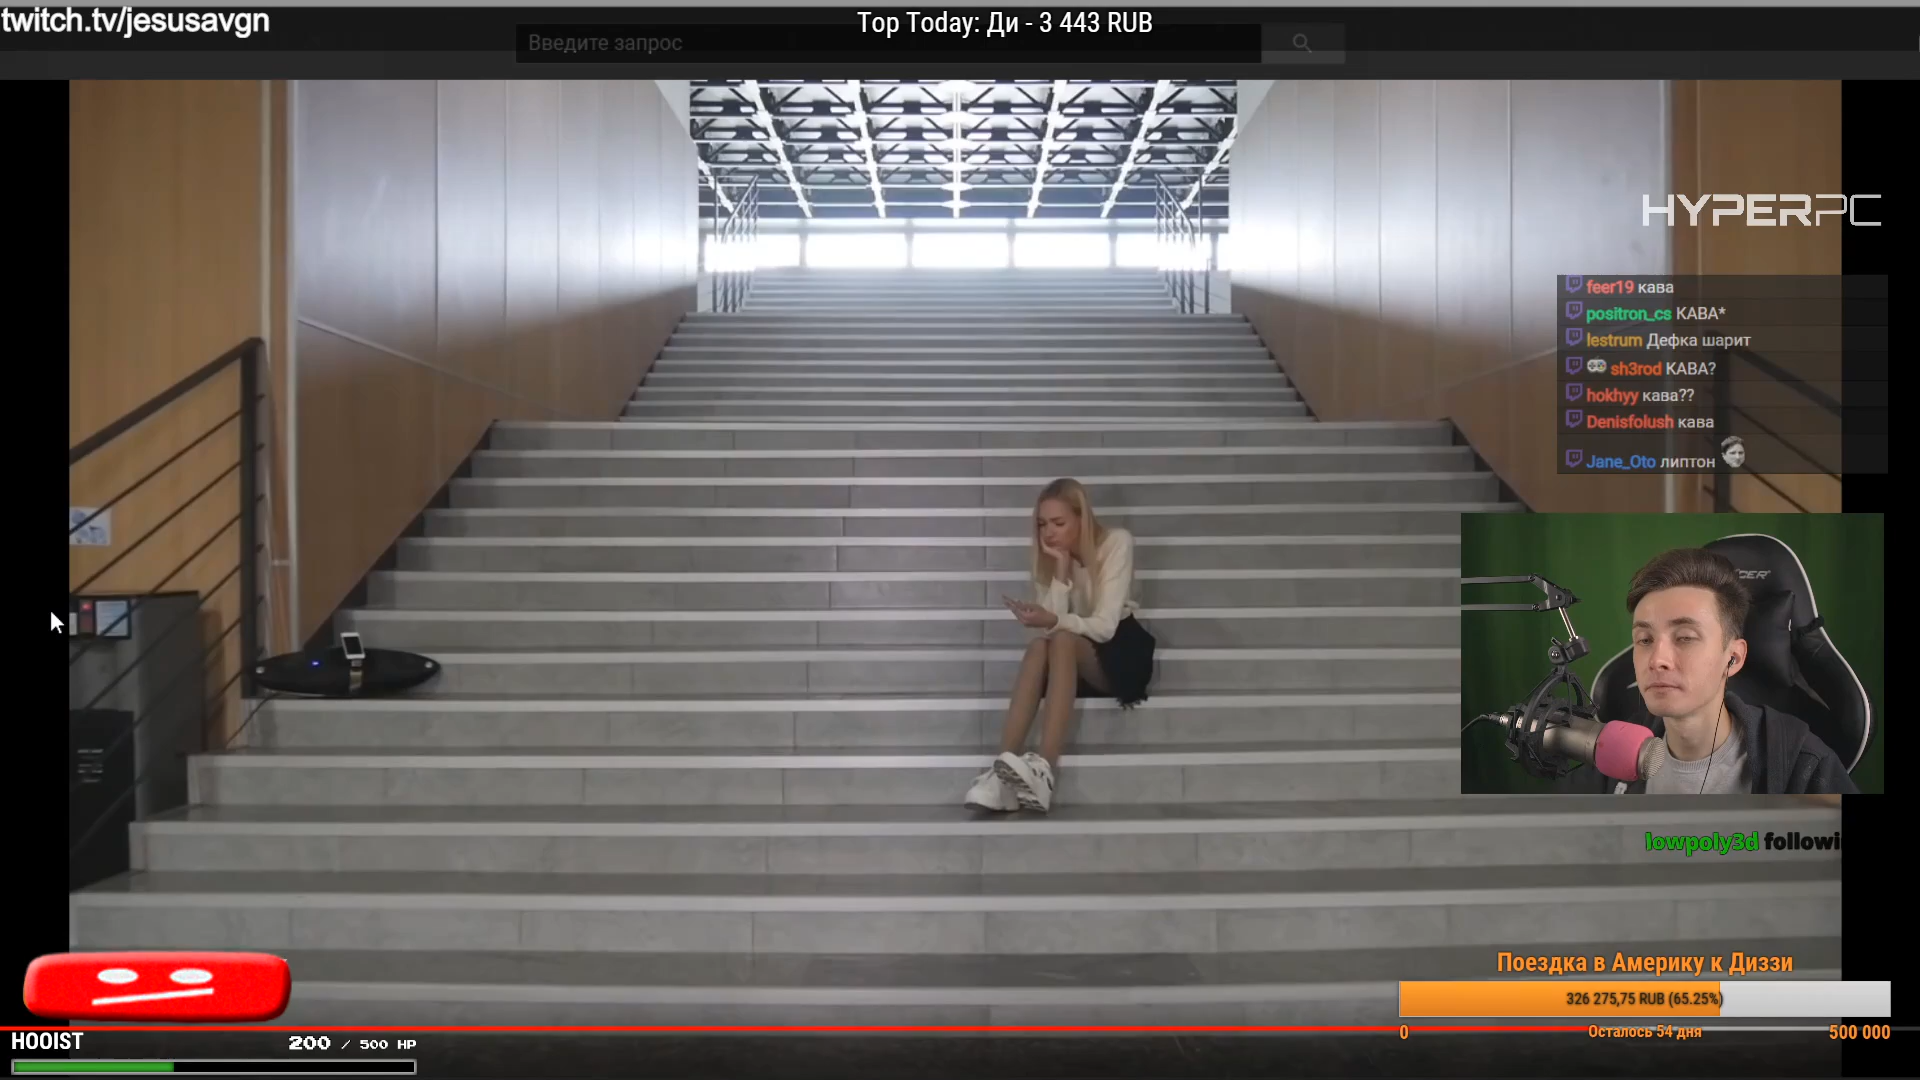 twitch.tv/jesusavgn
Top Today: Ди - 3 443 RUB
Введите запрос
HYPERPC
feer19 кава
positron_cs КАВА*
lestrum Дефка шарит
sh3rod КАВА?
hokhyy кава??
Denisfolush кава
Jane_Oto липтон
lowpoly3d followi
Поездка в Америку к Диззи
326 275,75 RUB (65.25%)
0
Осталось 54 дня
500 000
HOOIST
200 / 500 HP